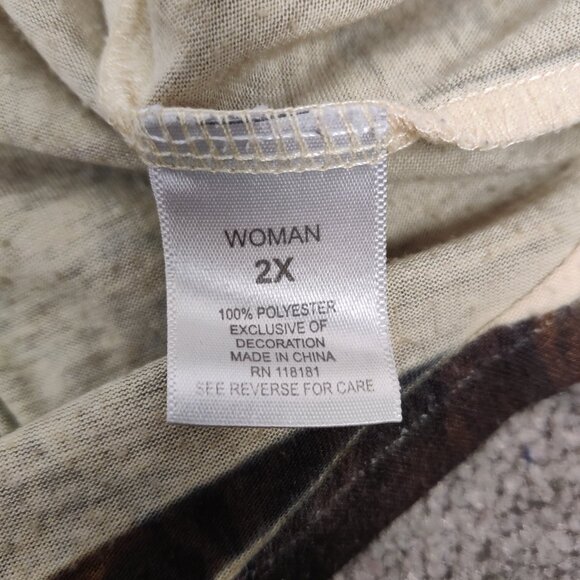 WOMAN
2X
100% POLYESTER
EXCLUSIVE OF
DECORATION
MADE IN CHINA
RN 118181
SEE REVERSE FOR CARE